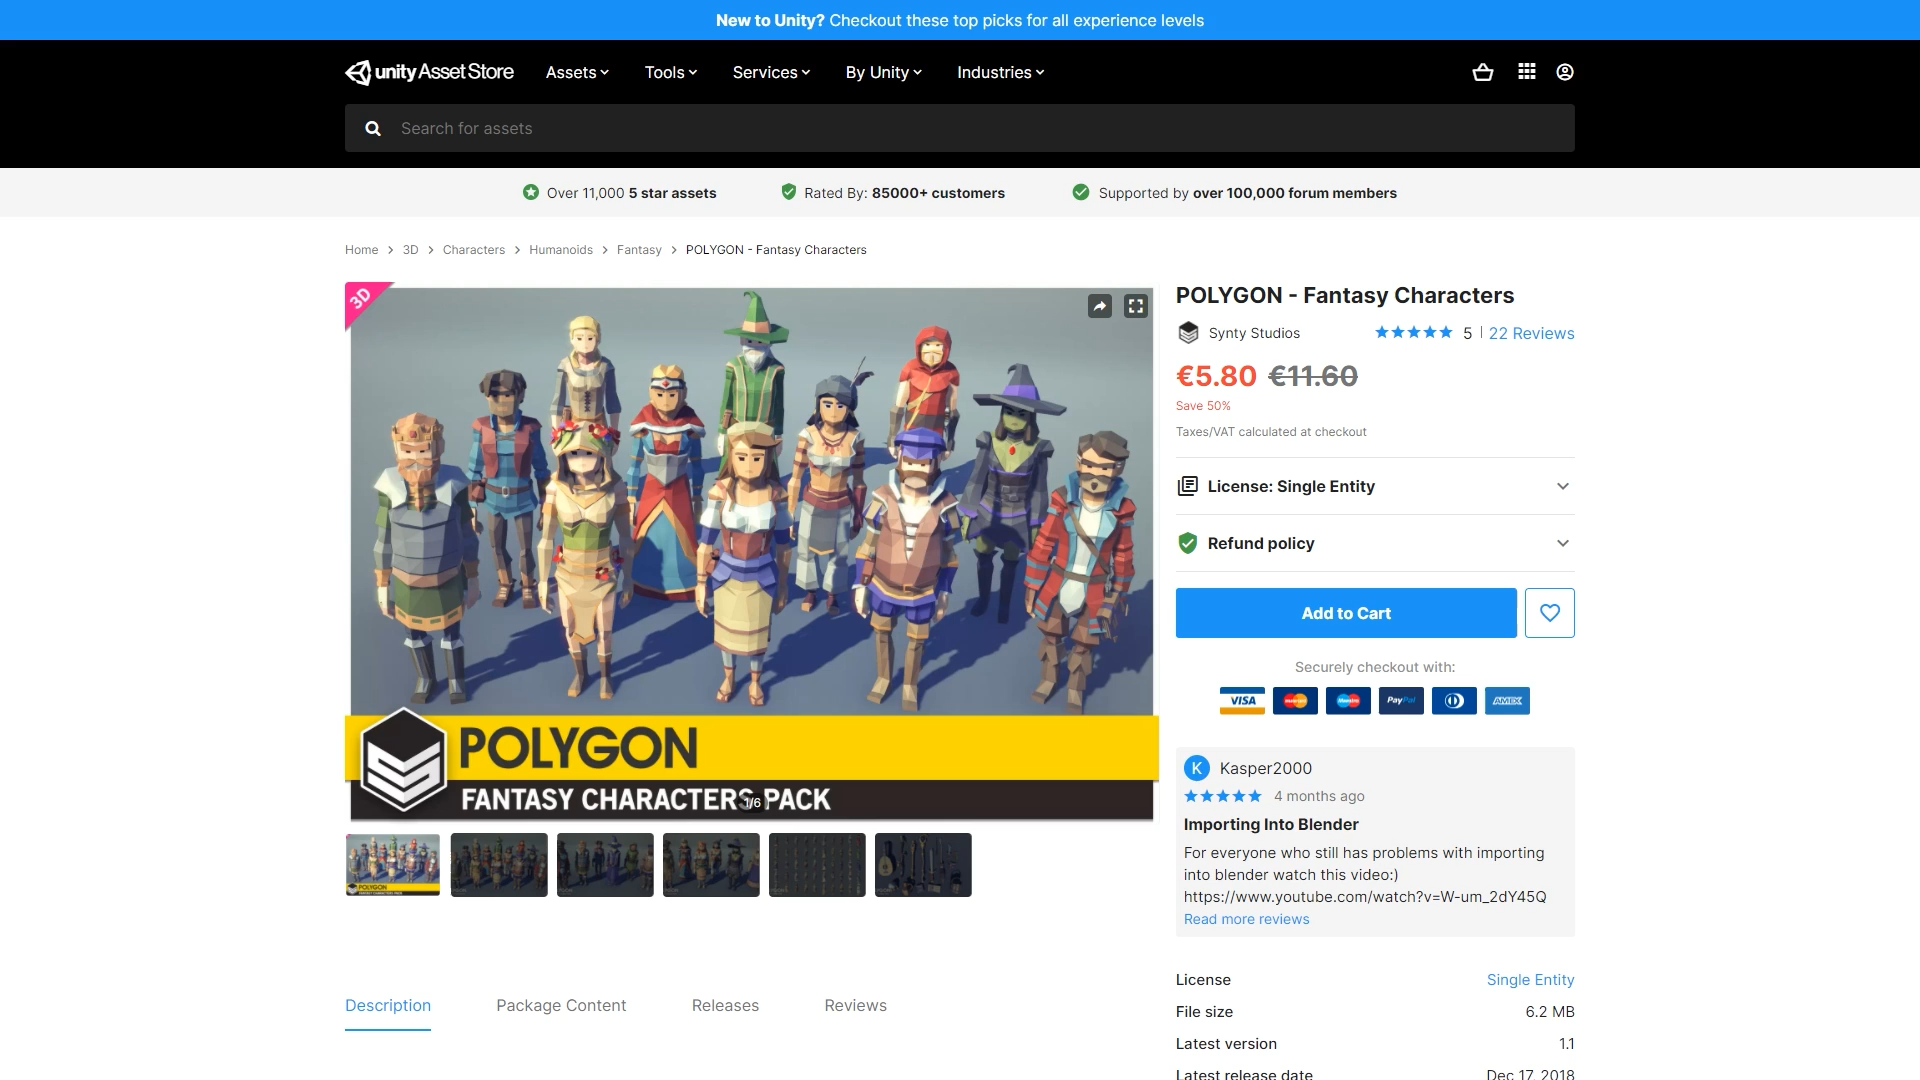 New to Unity? Checkout these top picks for all experience levels
unity Asset Store
Assets
Tools
Services
By Unity
Industries
Search for assets
Over 11,000 5 star assets
Rated By: 85000+ customers
Supported by over 100,000 forum members
Home > 3D > Characters > Humanoids > Fantasy > POLYGON - Fantasy Characters
3D
POLYGON
FANTASY CHARACTERS PACK
1/6
POLYGON
Description
Package Content
Releases
Reviews
POLYGON - Fantasy Characters
Synty Studios
5 | 22 Reviews
€5.80 €11.60
Save 50%
Taxes/VAT calculated at checkout
License: Single Entity
Refund policy
Add to Cart
Securely checkout with:
VISA
PayPal
AMEX
K Kasper2000
4 months ago
Importing Into Blender
For everyone who still has problems with importing
into blender watch this video:)
https://www.youtube.com/watch?v=W-um_2dY45Q
Read more reviews
License Single Entity
File size 6.2 MB
Latest version 1.1
Latest release date Dec 17, 2018